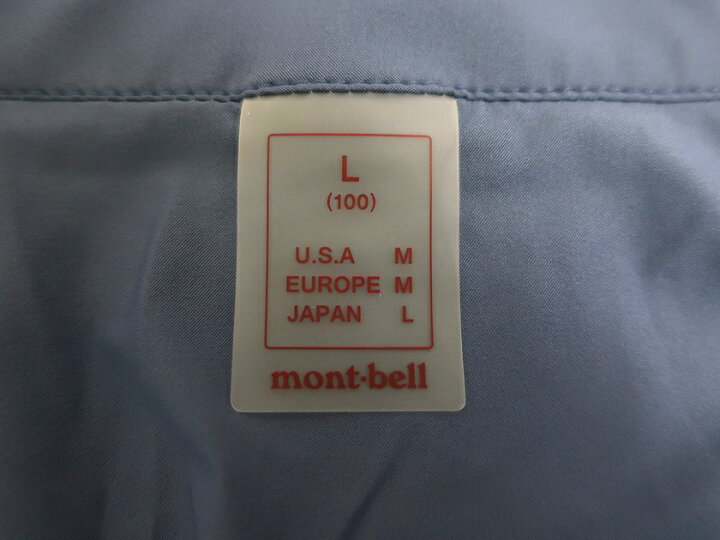 L
(100)
U.S.A M
EUROPE M
JAPAN L
mont-bell